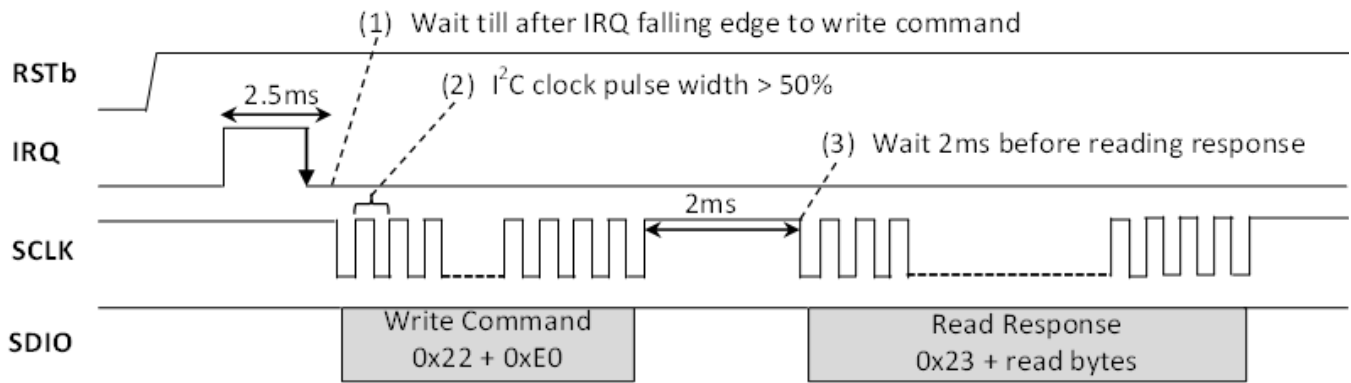 (1) Wait till after IRQ falling edge to write command
RSTb
2.5ms
(2) I²C clock pulse width > 50%
IRQ
(3) Wait 2ms before reading response
2ms
SCLK
SDIO
Write Command
0x22 + 0xE0
Read Response
0x23 + read bytes